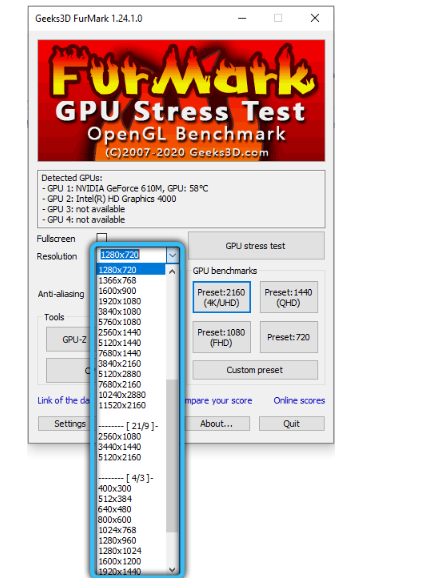 Geeks3D FurMark 1.24.1.0
FurMark
GPU Stress Test
OpenGL Benchmark
(C)2007-2020 Geeks3D.com
Detected GPUs:
- GPU 1: NVIDIA GeForce 610M, GPU: 58°C
- GPU 2: Intel(R) HD Graphics 4000
- GPU 3: not available
- GPU 4: not available
Fullscreen
Resolution
1280x720
GPU stress test
Anti-aliasing
Tools
GPU-Z
1280x720
1366x768
1600x900
1920x1080
3840x1080
5760x1080
2560x1440
5120x1440
7680x1440
3840x2160
5120x2880
7680x2160
10240x2880
11520x2160
-------- [ 21/9 ]-
2560x1080
3440x1440
5120x2160
-------- [ 4/3 ]-
400x300
512x384
640x480
800x600
1024x768
1280x960
1280x1024
1600x1200
1920x1440
GPU benchmarks
Preset:2160
(4K/UHD)
Preset:1440
(QHD)
Preset:1080
(FHD)
Preset:720
Custom preset
Link of the da
mpare your score
Online scores
Settings
About...
Quit